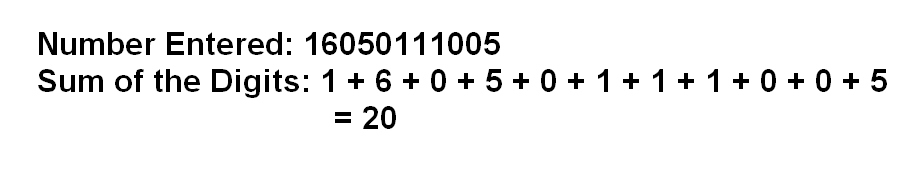 Number Entered: 16050111005
Sum of the Digits: 1 + 6 + 0 + 5 + 0 + 1 + 1 + 1 + 0 + 0 + 5
= 20